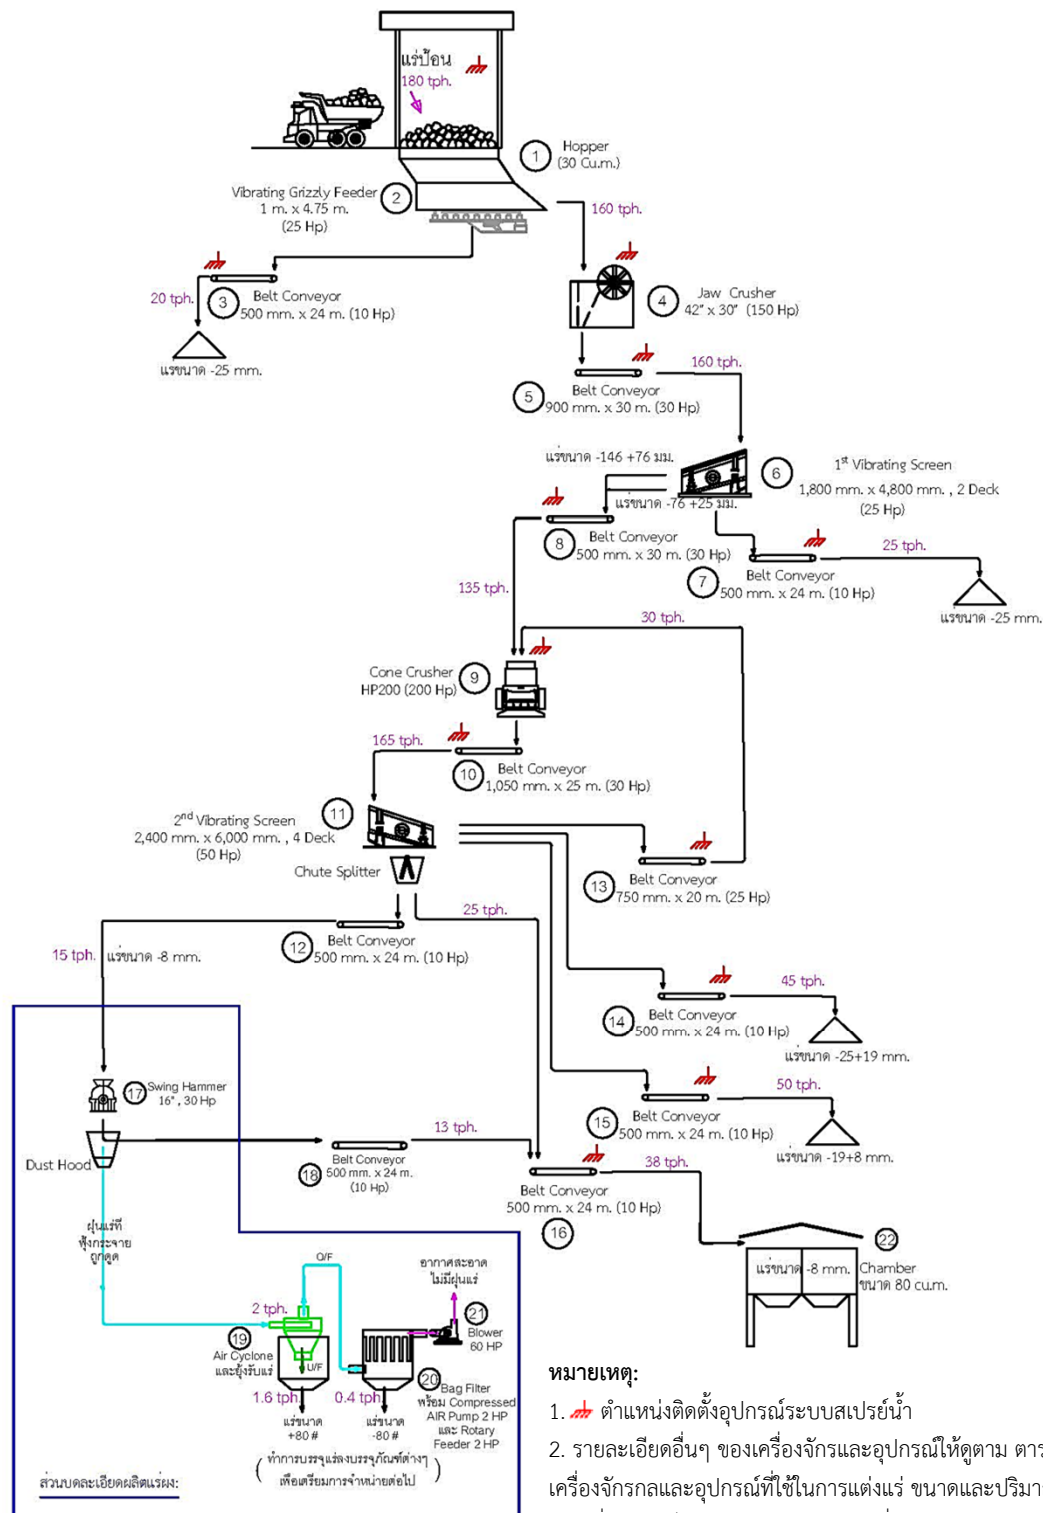 แร่ป้อน
180 tph.
1
Hopper
(30 Cu.m.)
Vibrating Grizzly Feeder
1 m. x 4.75 m.
(25 Hp)
2
160 tph.
20 tph.
3
Belt Conveyor
500 mm. x 24 m. (10 Hp)
แร่ขนาด -25 mm.
4
Jaw Crusher
42" x 30" (150 Hp)
160 tph.
5
Belt Conveyor
900 mm. x 30 m. (30 Hp)
แร่ขนาด -146 +76 มม.
แร่ขนาด -76 +25 มม.
6
1st Vibrating Screen
1,800 mm. x 4,800 mm. , 2 Deck
(25 Hp)
8
Belt Conveyor
500 mm. x 30 m. (30 Hp)
25 tph.
7
Belt Conveyor
500 mm. x 24 m. (10 Hp)
แร่ขนาด -25 mm.
135 tph.
30 tph.
Cone Crusher
HP200 (200 Hp)
9
165 tph.
10
Belt Conveyor
1,050 mm. x 25 m. (30 Hp)
11
2nd Vibrating Screen
2,400 mm. x 6,000 mm. , 4 Deck
(50 Hp)
Chute Splitter
13
Belt Conveyor
750 mm. x 20 m. (25 Hp)
25 tph.
12
Belt Conveyor
500 mm. x 24 m. (10 Hp)
15 tph.
แร่ขนาด -8 mm.
45 tph.
14
Belt Conveyor
500 mm. x 24 m. (10 Hp)
แร่ขนาด -25+19 mm.
17
Swing Hammer
16" , 30 Hp
50 tph.
15
Belt Conveyor
500 mm. x 24 m. (10 Hp)
แร่ขนาด -19+8 mm.
Dust Hood
13 tph.
18
Belt Conveyor
500 mm. x 24 m.
(10 Hp)
38 tph.
Belt Conveyor
500 mm. x 24 m. (10 Hp)
16
ฝุ่นแร่ที่
ฟุ้งกระจาย
ถูกดูด
22
แร่ขนาด -8 mm.
Chamber
ขนาด 80 cu.m.
O/F
อากาศสะอาด
ไม่มีฝุ่นแร่
2 tph.
19
Air Cyclone
และยุ้งรับแร่
U/F
21
Blower
60 HP
20
Bag Filter
พร้อม Compressed
AIR Pump 2 HP
และ Rotary
Feeder 2 HP
1.6 tph.
0.4 tph.
แร่ขนาด
+80 #
แร่ขนาด
-80 #
( ทำการบรรจุแร่ลงบรรจุภัณฑ์ต่างๆ
เพื่อเตรียมการจำหน่ายต่อไป )
ส่วนบดละเอียดผลิตแร่ผง:
หมายเหตุ:
1. ตำแหน่งติดตั้งอุปกรณ์ระบบสเปรย์น้ำ
2. รายละเอียดอื่นๆ ของเครื่องจักรและอุปกรณ์ให้ดูตาม ตาร
เครื่องจักรกลและอุปกรณ์ที่ใช้ในการแต่งแร่ ขนาดและปริมา